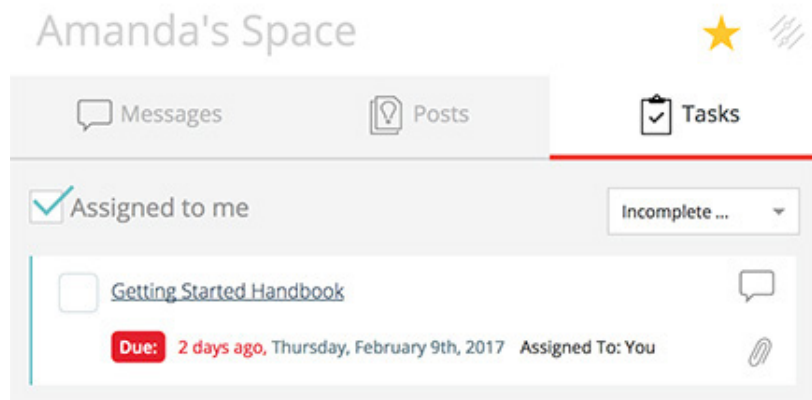 Amanda's Space
Messages Posts Tasks
Assigned to me Incomplete ...
Getting Started Handbook
Due: 2 days ago, Thursday, February 9th, 2017 Assigned To: You